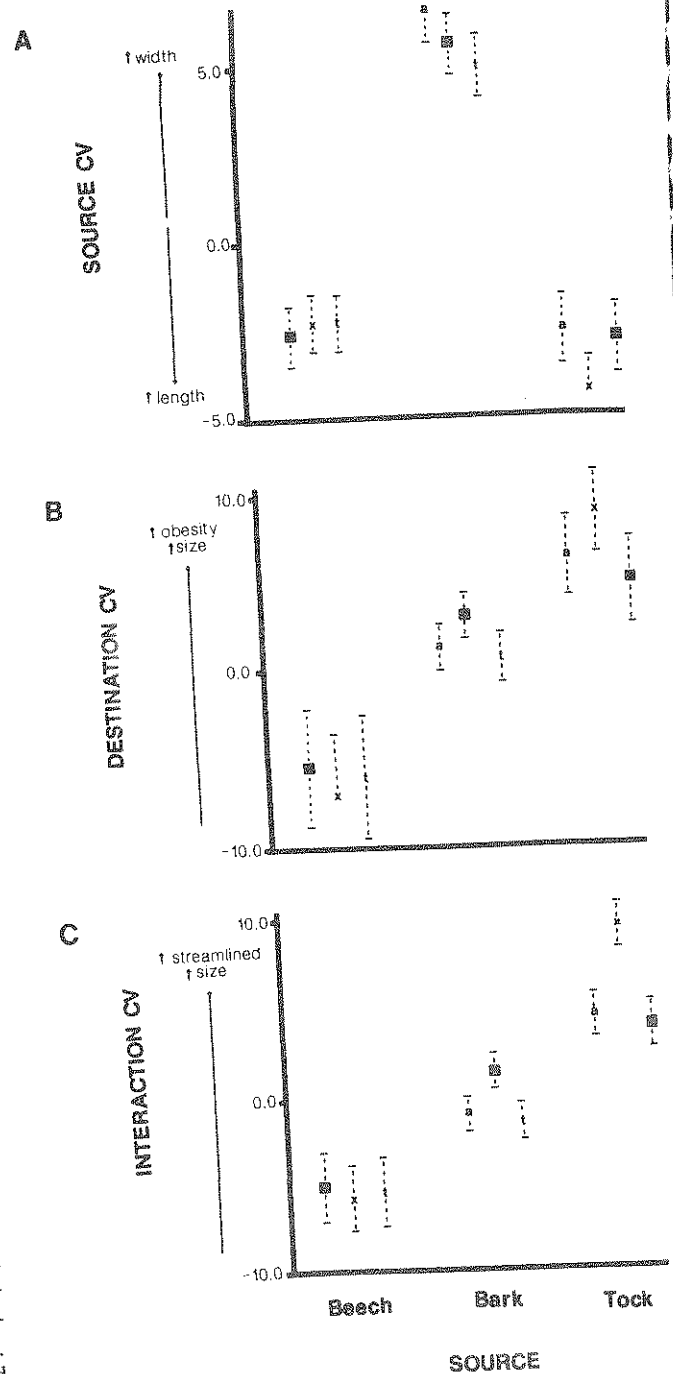 A
↑ width
5.0
SOURCE CV
0.0
↑ length
-5.0
a
t
x
t
a
x
B
10.0
↑ obesity
↑ size
DESTINATION CV
0.0
-10.0
x
t
a
t
a
x
C
10.0
↑ streamlined
↑ size
INTERACTION CV
0.0
-10.0
x
t
a
t
a
x
Beech Bark Tock
SOURCE